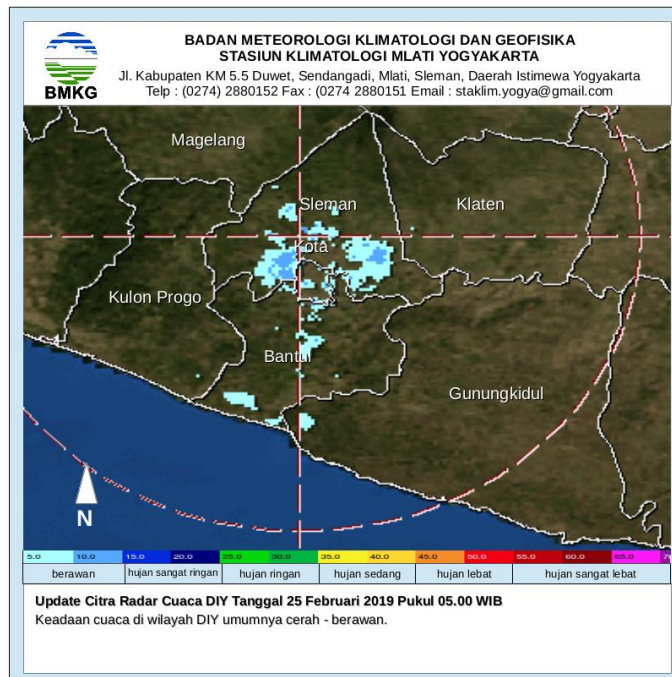 BMKG
BADAN METEOROLOGI KLIMATOLOGI DAN GEOFISIKA
STASIUN KLIMATOLOGI MLATI YOGYAKARTA
Jl. Kabupaten KM 5.5 Duwet, Sendangadi, Mlati, Sleman, Daerah Istimewa Yogyakarta
Telp : (0274) 2880152 Fax : (0274 2880151 Email : staklim.yogya@gmail.com
Magelang
Sleman
Klaten
Kota
Kulon Progo
Bantul
Gunungkidul
N
5.0 10.0 15.0 20.0 25.0 30.0 35.0 40.0 45.0 50.0 55.0 60.0 65.0
berawan hujan sangat ringan hujan ringan hujan sedang hujan lebat hujan sangat lebat
Update Citra Radar Cuaca DIY Tanggal 25 Februari 2019 Pukul 05.00 WIB
Keadaan cuaca di wilayah DIY umumnya cerah - berawan.